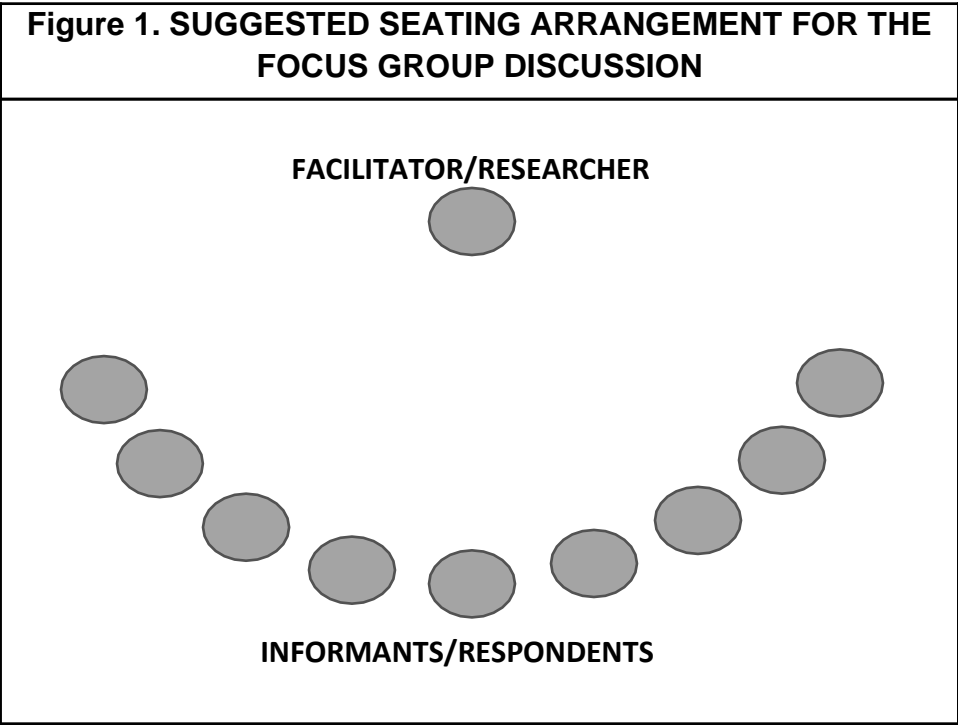 Figure 1. SUGGESTED SEATING ARRANGEMENT FOR THE
FOCUS GROUP DISCUSSION
FACILITATOR/RESEARCHER
INFORMANTS/RESPONDENTS